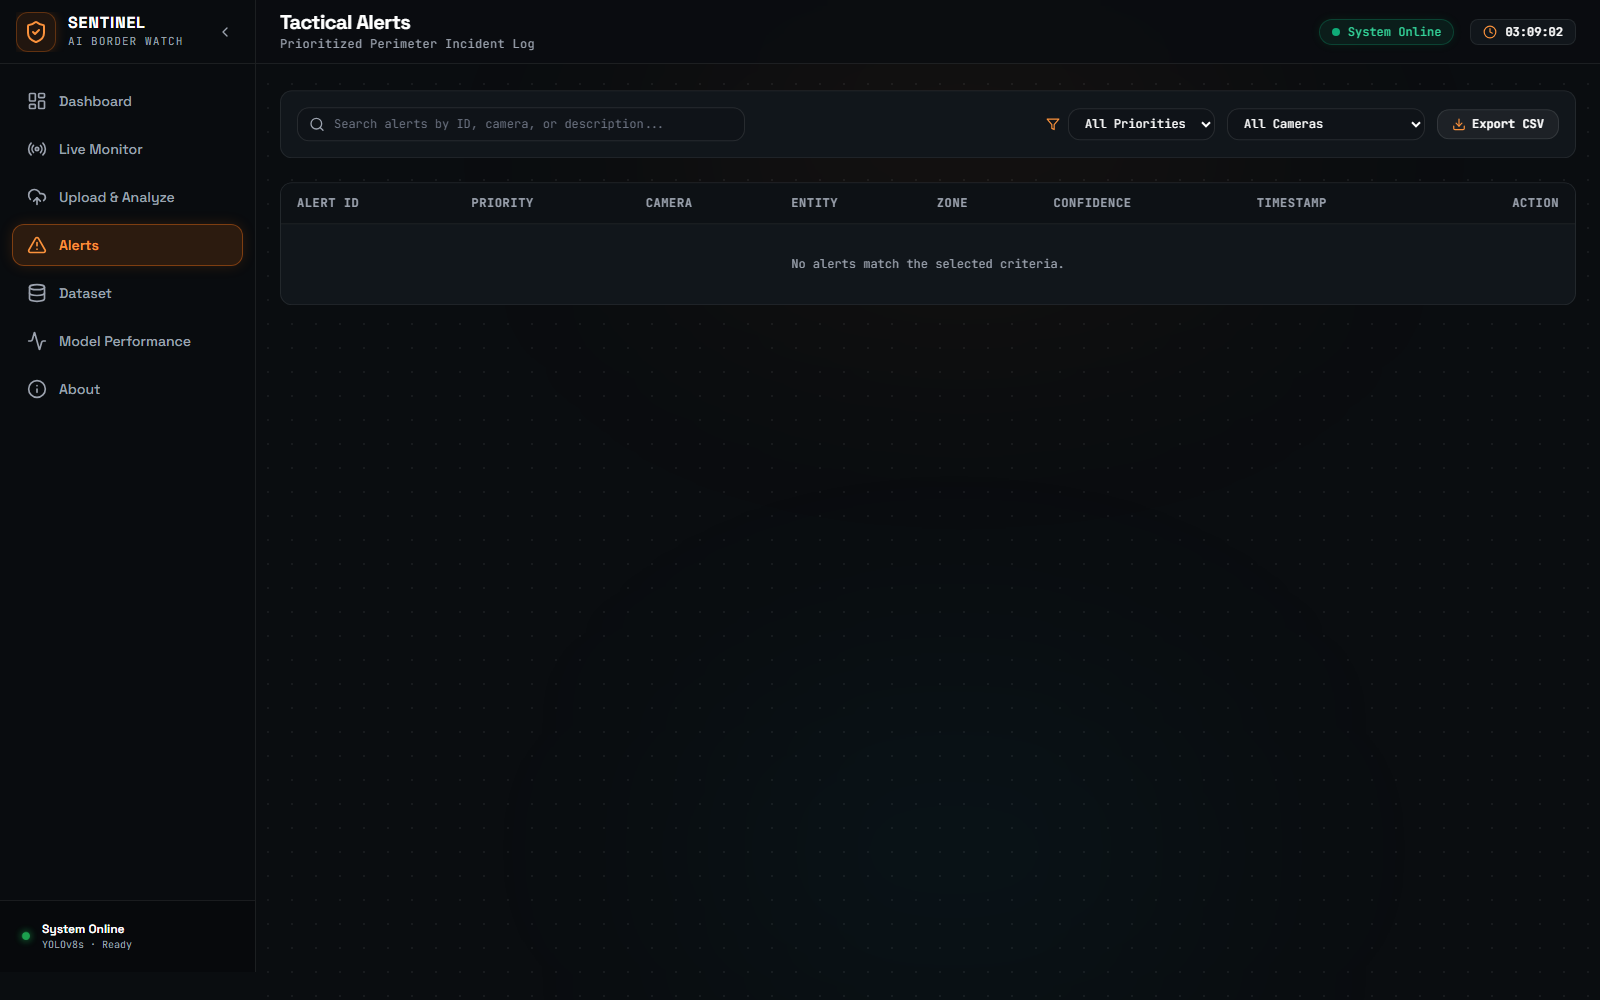 SENTINEL
AI BORDER WATCH
Dashboard
Live Monitor
Upload & Analyze
Alerts
Dataset
Model Performance
About
System Online
YOLOv8s · Ready
Tactical Alerts
Prioritized Perimeter Incident Log
System Online
03:09:02
Search alerts by ID, camera, or description...
All Priorities
All Cameras
Export CSV
ALERT ID PRIORITY CAMERA ENTITY ZONE CONFIDENCE TIMESTAMP ACTION
No alerts match the selected criteria.